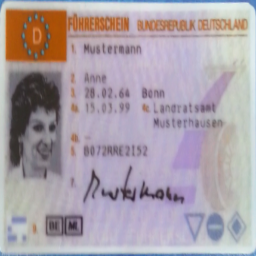 D FÜHRERSCHEIN BUNDESREPUBLIK DEUTSCHLAND
1. Mustermann
2. Anne
3. 28.02.64 Bonn
4a. 15.03.99 4c. Landratsamt
Musterhausen
4b. –
5. B072RRE2152
7. Mustermann
9. BE ML